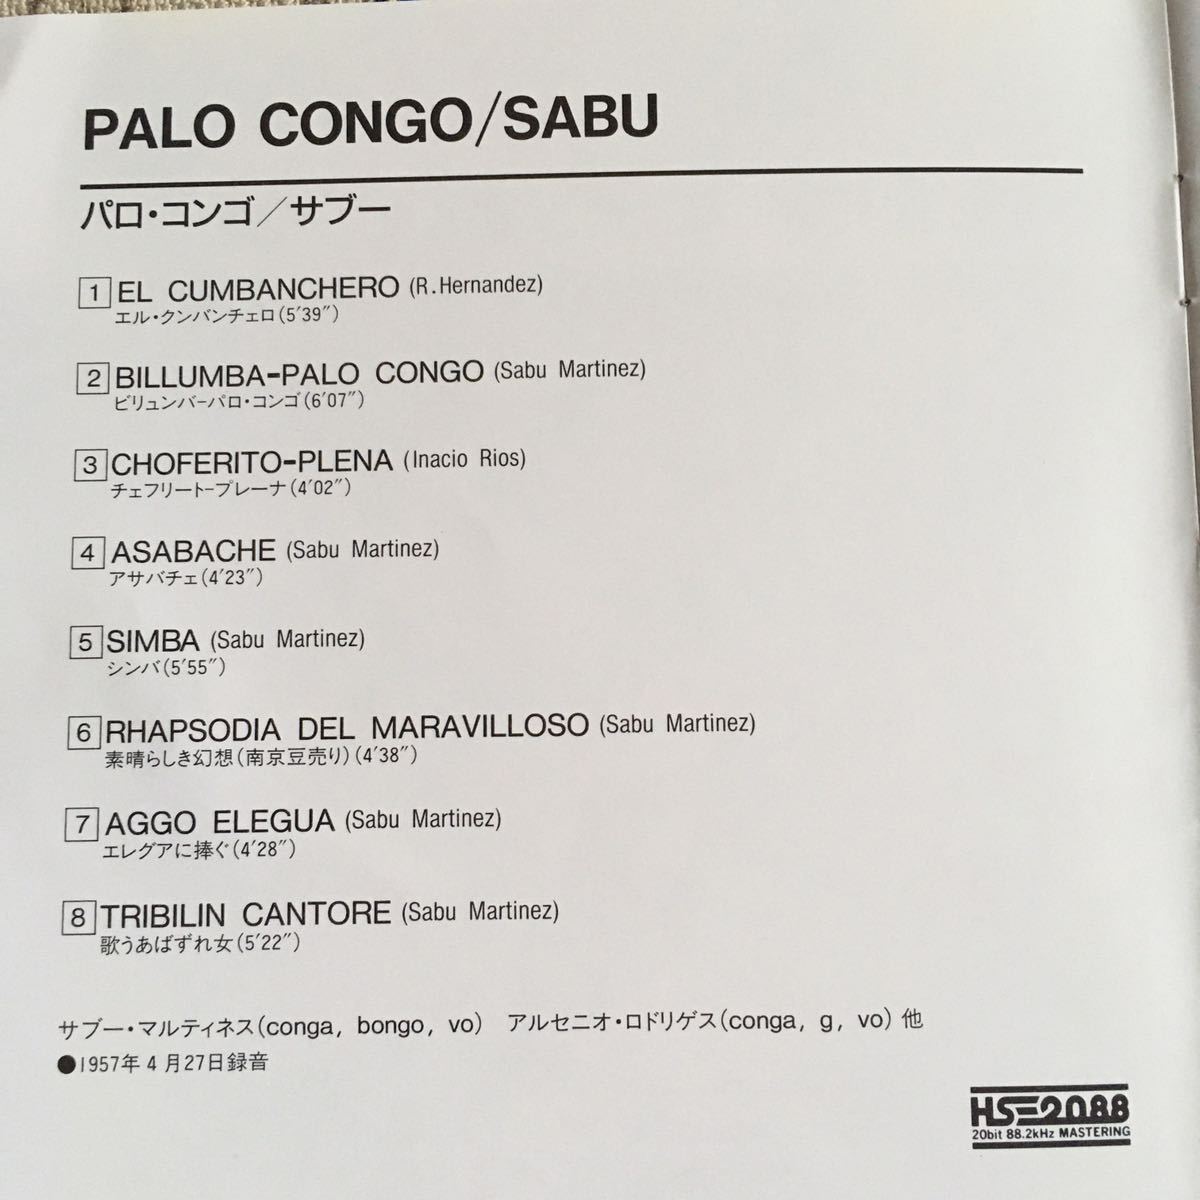 PALO CONGO/SABU
パロ・コンゴ/サブー
1 EL CUMBANCHERO (R.Hernandez)
エル・クンバンチェロ(5'39")
2 BILLUMBA-PALO CONGO (Sabu Martinez)
ビリュンバ-パロ・コンゴ(6'07")
3 CHOFERITO-PLENA (Inacio Rios)
チェフリート-プレーナ(4'02")
4 ASABACHE (Sabu Martinez)
アサバチェ(4'23")
5 SIMBA (Sabu Martinez)
シンバ(5'55")
6 RHAPSODIA DEL MARAVILLOSO (Sabu Martinez)
素晴らしき幻想(南京豆売り)(4'38")
7 AGGO ELEGUA (Sabu Martinez)
エレグアに捧ぐ(4'28")
8 TRIBILIN CANTORE (Sabu Martinez)
歌うあばずれ女(5'22")
サブー・マルティネス(conga, bongo, vo) アルセニオ・ロドリゲス(conga, g, vo)他
●1957年4月27日録音
HS2088
20bit 88.2kHz MASTERING